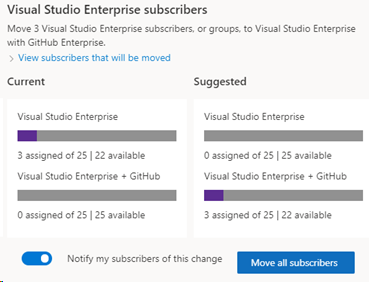 Visual Studio Enterprise subscribers
Move 3 Visual Studio Enterprise subscribers, or groups, to Visual Studio Enterprise
with GitHub Enterprise.
View subscribers that will be moved
Current
Visual Studio Enterprise
3 assigned of 25 | 22 available
Visual Studio Enterprise + GitHub
0 assigned of 25 | 25 available
Suggested
Visual Studio Enterprise
0 assigned of 25 | 25 available
Visual Studio Enterprise + GitHub
3 assigned of 25 | 22 available
Notify my subscribers of this change
Move all subscribers